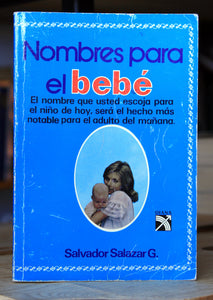 Nombres para
el bebé
El nombre que usted escoja para
el niño de hoy, será el hecho más
notable para el adulto del mañana.
Salvador Salazar G.